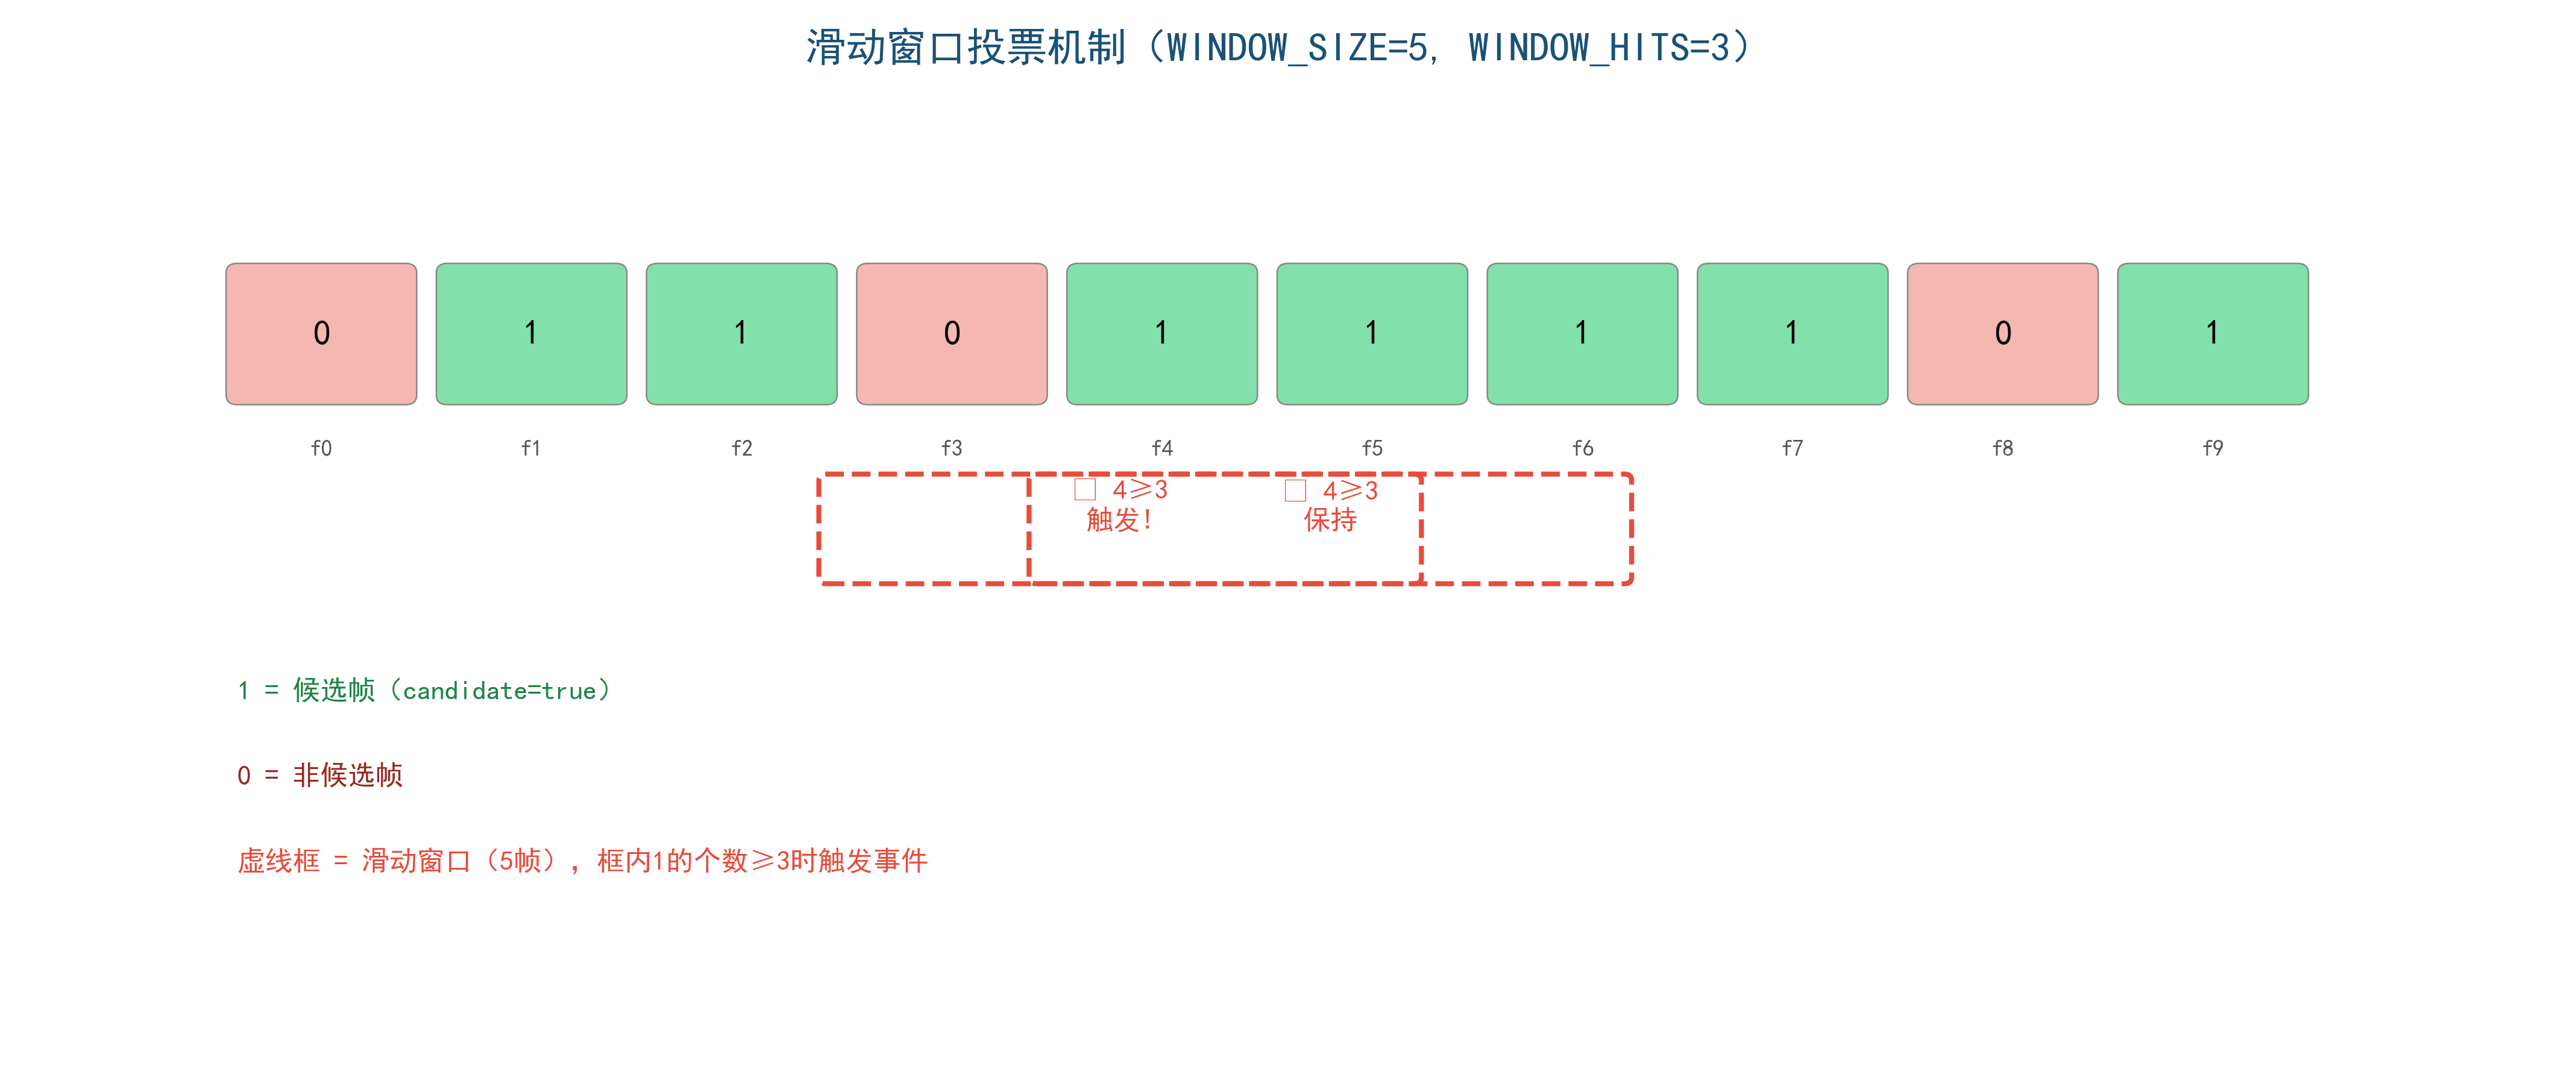 滑动窗口投票机制（WINDOW_SIZE=5, WINDOW_HITS=3）
0 1 1 0 1 1 1 1 0 1
f0 f1 f2 f3 f4 f5 f6 f7 f8 f9
□ 4≥3 □ 4≥3
触发! 保持
1 = 候选帧（candidate=true）
0 = 非候选帧
虚线框 = 滑动窗口（5帧），框内1的个数≥3时触发事件